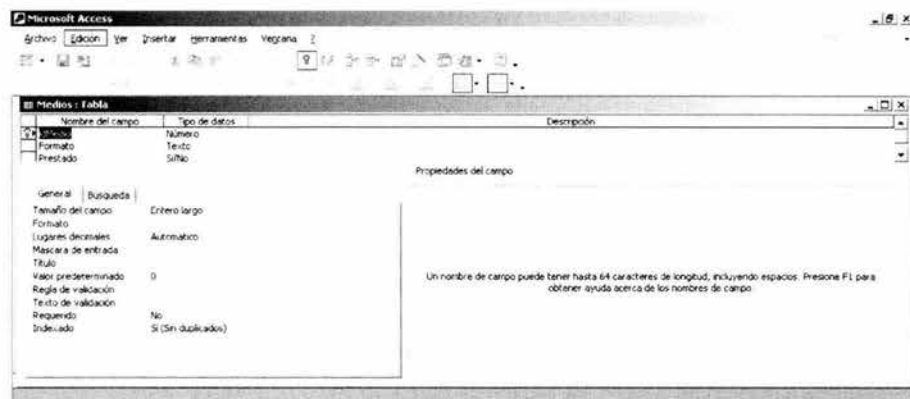 Microsoft Access
Archivo Edición Ver Insertar Herramientas Ventana ?
Medios : Tabla
Nombre del campo Tipo de datos Descripción
IdMedio Número
Formato Texto
Prestado Sí/No
Propiedades del campo
General Búsqueda
Tamaño del campo Entero largo
Formato
Lugares decimales Automático
Máscara de entrada
Título
Valor predeterminado 0
Regla de validación
Texto de validación
Requerido No
Indexado Sí (Sin duplicados)
Un nombre de campo puede tener hasta 64 caracteres de longitud, incluyendo espacios. Presione F1 para
obtener ayuda acerca de los nombres de campo.